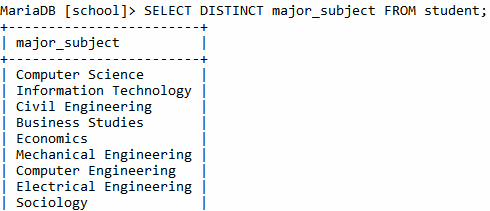 MariaDB [school]> SELECT DISTINCT major_subject FROM student;
+------------------------+
| major_subject          |
+------------------------+
| Computer Science       |
| Information Technology |
| Civil Engineering      |
| Business Studies       |
| Economics              |
| Mechanical Engineering |
| Computer Engineering   |
| Electrical Engineering |
| Sociology              |